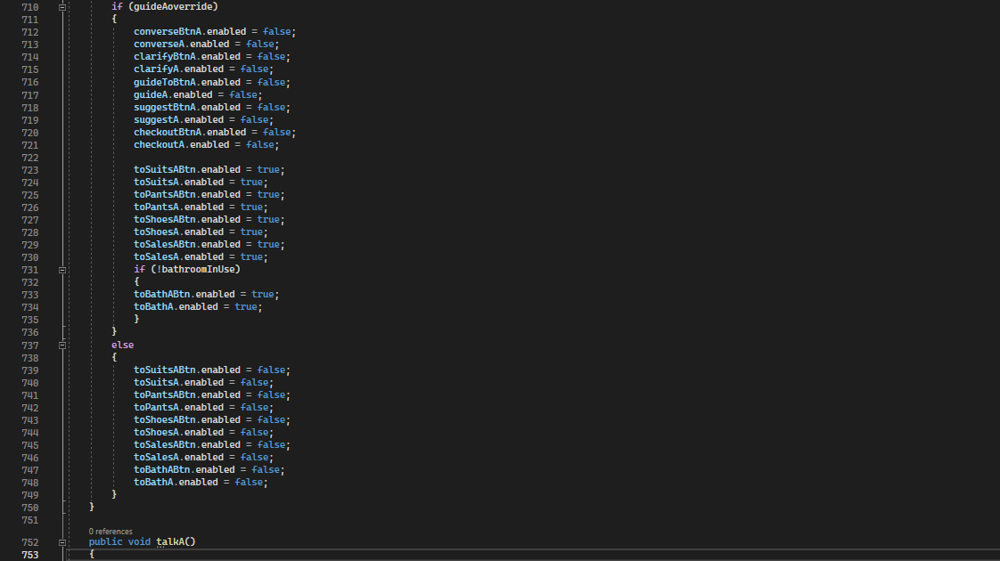 710 if (guideAoverride)
711 {
712 converseBtnA.enabled = false;
713 converseA.enabled = false;
714 clarifyBtnA.enabled = false;
715 clarifyA.enabled = false;
716 guideToBtnA.enabled = false;
717 guideA.enabled = false;
718 suggestBtnA.enabled = false;
719 suggestA.enabled = false;
720 checkoutBtnA.enabled = false;
721 checkoutA.enabled = false;
722
723 toSuitsABtn.enabled = true;
724 toSuitsA.enabled = true;
725 toPantsABtn.enabled = true;
726 toPantsA.enabled = true;
727 toShoesABtn.enabled = true;
728 toShoesA.enabled = true;
729 toSalesABtn.enabled = true;
730 toSalesA.enabled = true;
731 if (!bathroomInUse)
732 {
733 toBathABtn.enabled = true;
734 toBathA.enabled = true;
735 }
736 }
737 else
738 {
739 toSuitsABtn.enabled = false;
740 toSuitsA.enabled = false;
741 toPantsABtn.enabled = false;
742 toPantsA.enabled = false;
743 toShoesABtn.enabled = false;
744 toShoesA.enabled = false;
745 toSalesABtn.enabled = false;
746 toSalesA.enabled = false;
747 toBathABtn.enabled = false;
748 toBathA.enabled = false;
749 }
750 }
751
0 references
752 public void talkA()
753 {